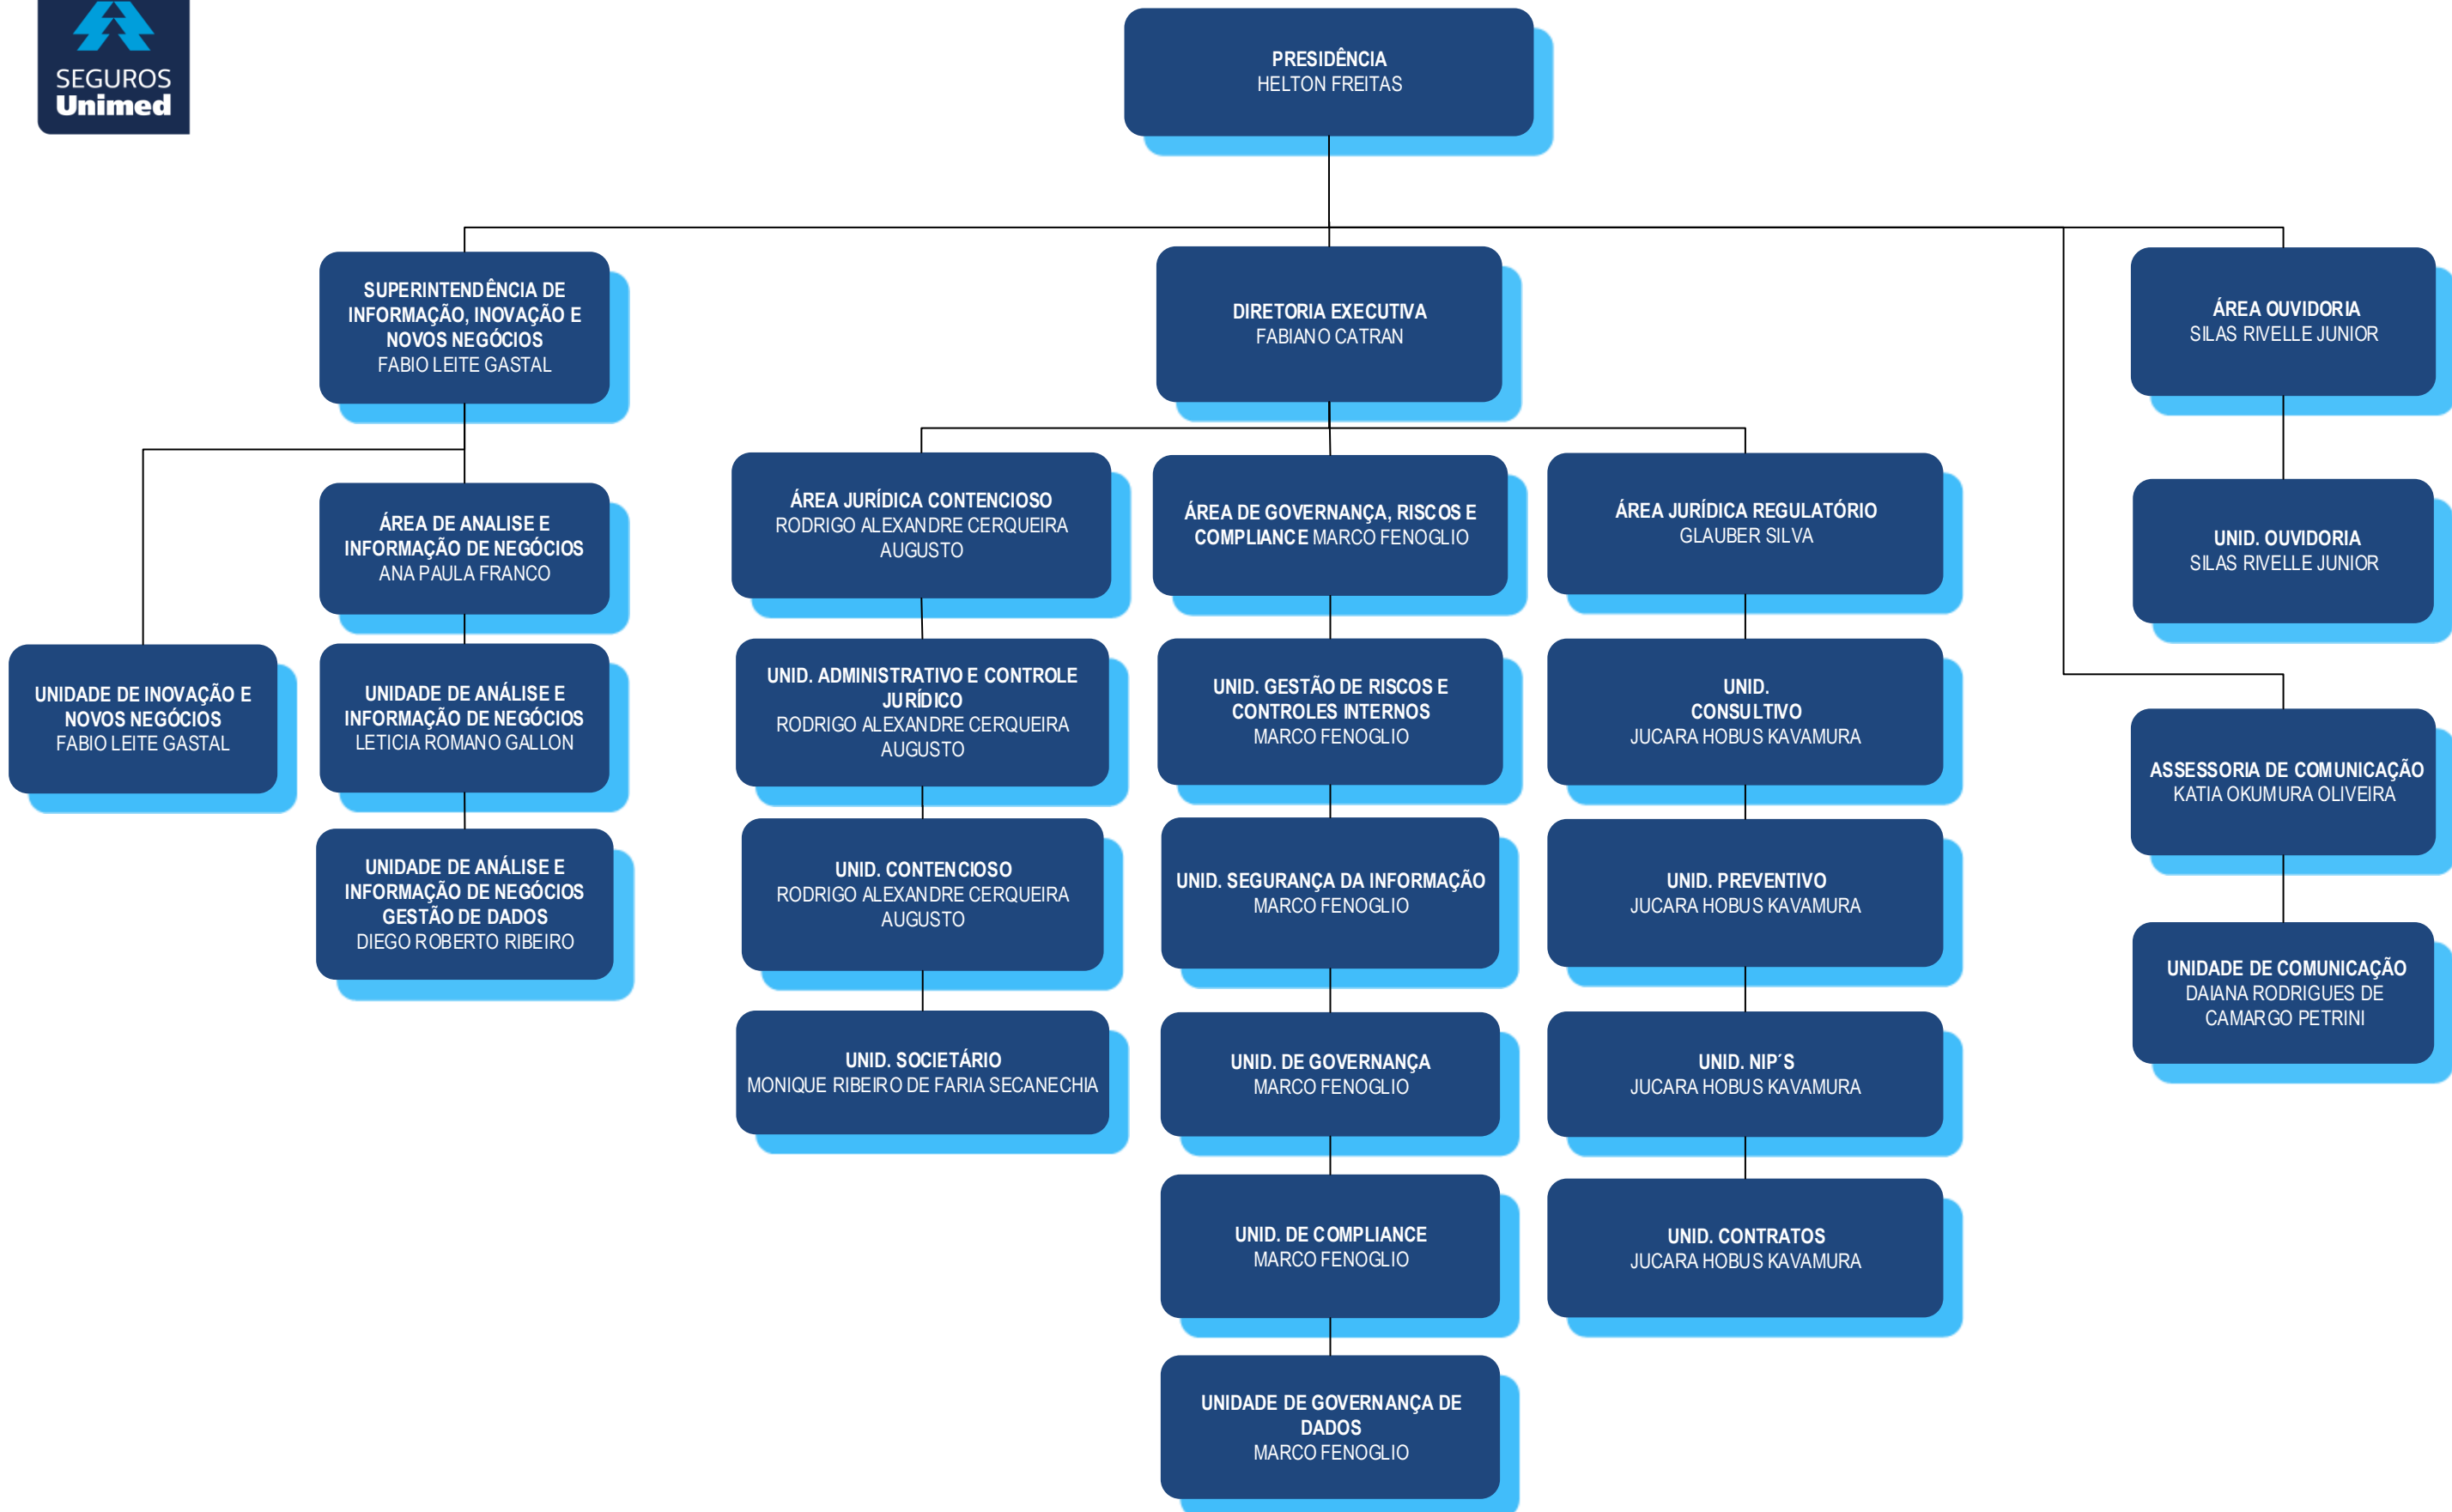 SEGUROS
Unimed
PRESIDÊNCIA
HELTON FREITAS
SUPERINTENDÊNCIA DE
INFORMAÇÃO, INOVAÇÃO E
NOVOS NEGÓCIOS
FABIO LEITE GASTAL
DIRETORIA EXECUTIVA
FABIANO CATRAN
ÁREA OUVIDORIA
SILAS RIVELLE JUNIOR
ÁREA DE ANALISE E
INFORMAÇÃO DE NEGÓCIOS
ANA PAULA FRANCO
ÁREA JURÍDICA CONTENCIOSO
RODRIGO ALEXANDRE CERQUEIRA
AUGUSTO
ÁREA DE GOVERNANÇA, RISCOS E
COMPLIANCE MARCO FENOGLIO
ÁREA JURÍDICA REGULATÓRIO
GLAUBER SILVA
UNID. OUVIDORIA
SILAS RIVELLE JUNIOR
UNIDADE DE INOVAÇÃO E
NOVOS NEGÓCIOS
FABIO LEITE GASTAL
UNIDADE DE ANÁLISE E
INFORMAÇÃO DE NEGÓCIOS
LETICIA ROMANO GALLON
UNID. ADMINISTRATIVO E CONTROLE
JURÍDICO
RODRIGO ALEXANDRE CERQUEIRA
AUGUSTO
UNID. GESTÃO DE RISCOS E
CONTROLES INTERNOS
MARCO FENOGLIO
UNID.
CONSULTIVO
JUCARA HOBUS KAVAMURA
ASSESSORIA DE COMUNICAÇÃO
KATIA OKUMURA OLIVEIRA
UNIDADE DE ANÁLISE E
INFORMAÇÃO DE NEGÓCIOS
GESTÃO DE DADOS
DIEGO ROBERTO RIBEIRO
UNID. CONTENCIOSO
RODRIGO ALEXANDRE CERQUEIRA
AUGUSTO
UNID. SEGURANÇA DA INFORMAÇÃO
MARCO FENOGLIO
UNID. PREVENTIVO
JUCARA HOBUS KAVAMURA
UNIDADE DE COMUNICAÇÃO
DAIANA RODRIGUES DE
CAMARGO PETRINI
UNID. SOCIETÁRIO
MONIQUE RIBEIRO DE FARIA SECANECHIA
UNID. DE GOVERNANÇA
MARCO FENOGLIO
UNID. NIP´S
JUCARA HOBUS KAVAMURA
UNID. DE COMPLIANCE
MARCO FENOGLIO
UNID. CONTRATOS
JUCARA HOBUS KAVAMURA
UNIDADE DE GOVERNANÇA DE
DADOS
MARCO FENOGLIO